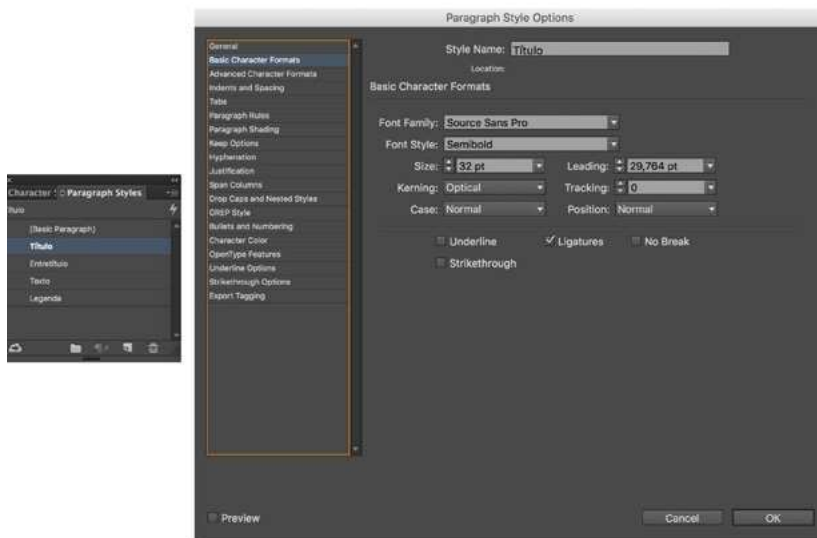 Character
Paragraph Styles
[Basic Paragraph]
Título
Entretítulo
Texto
Legenda
Paragraph Style Options
General
Basic Character Formats
Advanced Character Formats
Indents and Spacing
Tabs
Paragraph Rules
Paragraph Shading
Keep Options
Hyphenation
Justification
Span Columns
Drop Caps and Nested Styles
GREP Style
Bullets and Numbering
Character Color
OpenType Features
Underline Options
Strikethrough Options
Export Tagging
Style Name: Título
Location:
Basic Character Formats
Font Family: Source Sans Pro
Font Style: Semibold
Size: 32 pt Leading: 29,764 pt
Kerning: Optical Tracking: 0
Case: Normal Position: Normal
Underline Ligatures No Break
Strikethrough
Preview Cancel OK